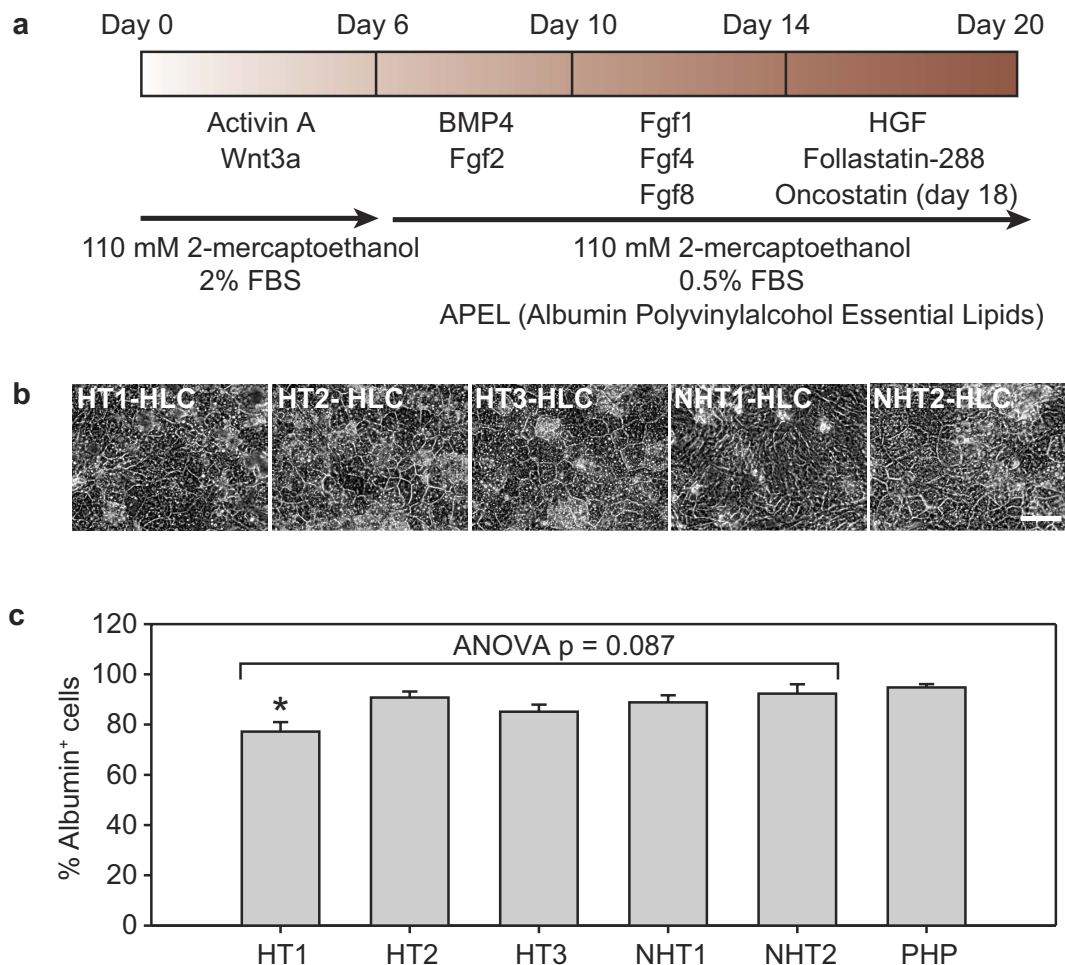 a
Day 0 Day 6 Day 10 Day 14 Day 20
Activin A BMP4 Fgf1 HGF
Wnt3a Fgf2 Fgf4 Follastatin-288
Fgf8 Oncostatin (day 18)
110 mM 2-mercaptoethanol 110 mM 2-mercaptoethanol
2% FBS 0.5% FBS
APEL (Albumin Polyvinylalcohol Essential Lipids)
b
HT1-HLC HT2- HLC HT3-HLC NHT1-HLC NHT2-HLC
c
% Albumin⁺ cells
120
100
80
60
40
20
0
ANOVA p = 0.087
*
HT1 HT2 HT3 NHT1 NHT2 PHP